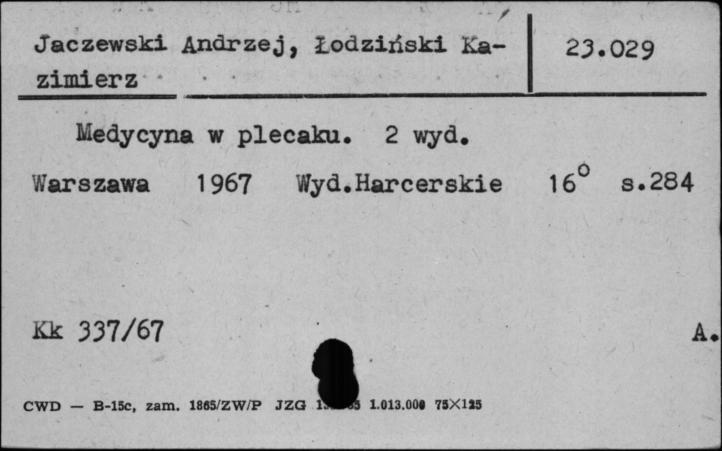 Jaczewski Andrzej, Łodziński Ka-
zimierz
23.029
Medycyna w plecaku. 2 wyd.
Warszawa 1967 Wyd.Harcerskie 16° s.284
Kk 337/67 A.
CWD — B-15c, zam. 1865/ZW/P JZG 1.013.000 75X125